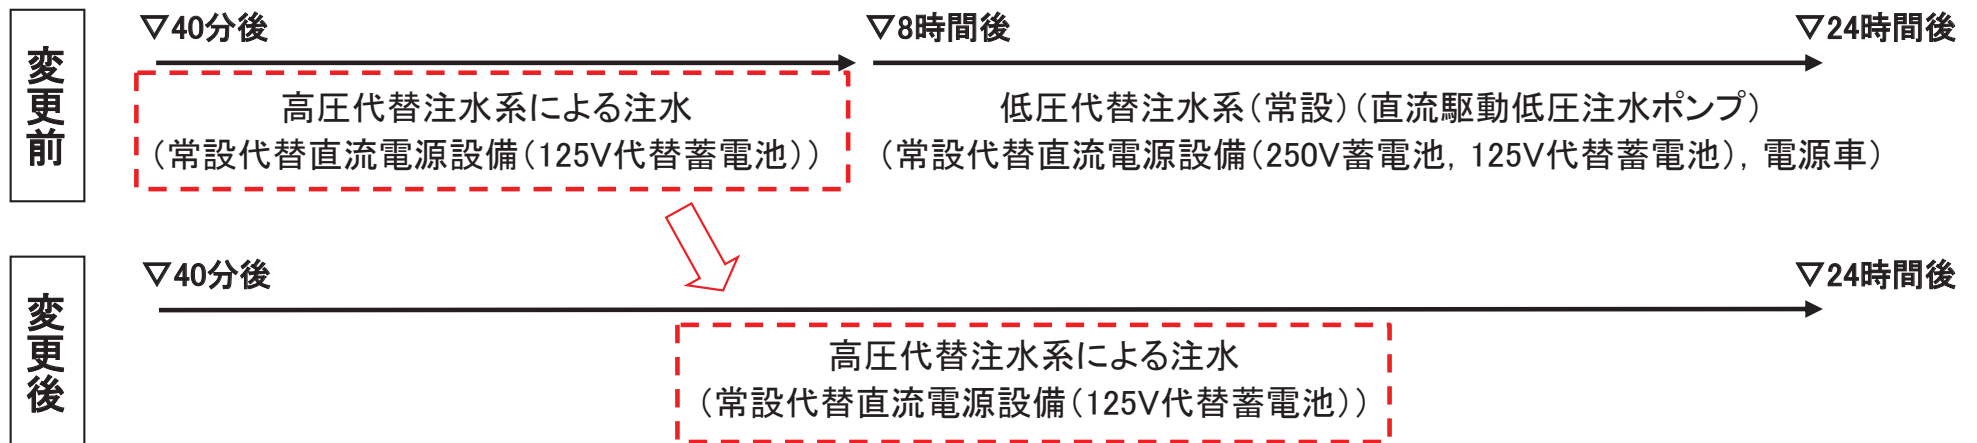 変更前
▽40分後
▽8時間後
▽24時間後
高圧代替注水系による注水
（常設代替直流電源設備（125V代替蓄電池））
低圧代替注水系（常設）（直流駆動低圧注水ポンプ）
（常設代替直流電源設備（250V蓄電池，125V代替蓄電池），電源車）
変更後
▽40分後
▽24時間後
高圧代替注水系による注水
（常設代替直流電源設備（125V代替蓄電池））